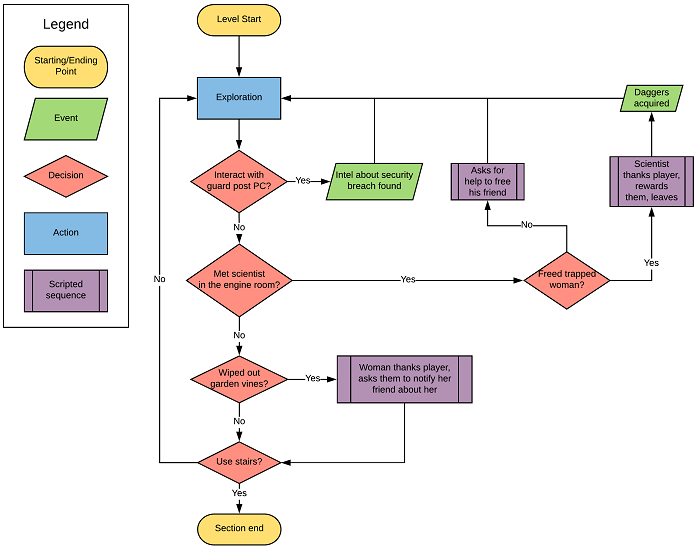 Legend
Starting/Ending
Point
Event
Decision
Action
Scripted
sequence
Level Start
Exploration
Interact with
guard post PC?
Yes
Intel about security
breach found
No
Met scientist
in the engine room?
Yes
Freed trapped
woman?
No
Asks for
help to free
his friend
Yes
Scientist
thanks player,
rewards
them, leaves
Daggers
acquired
No
Wiped out
garden vines?
Yes
Woman thanks player,
asks them to notify her
friend about her
No
Use stairs?
No
Yes
Section end